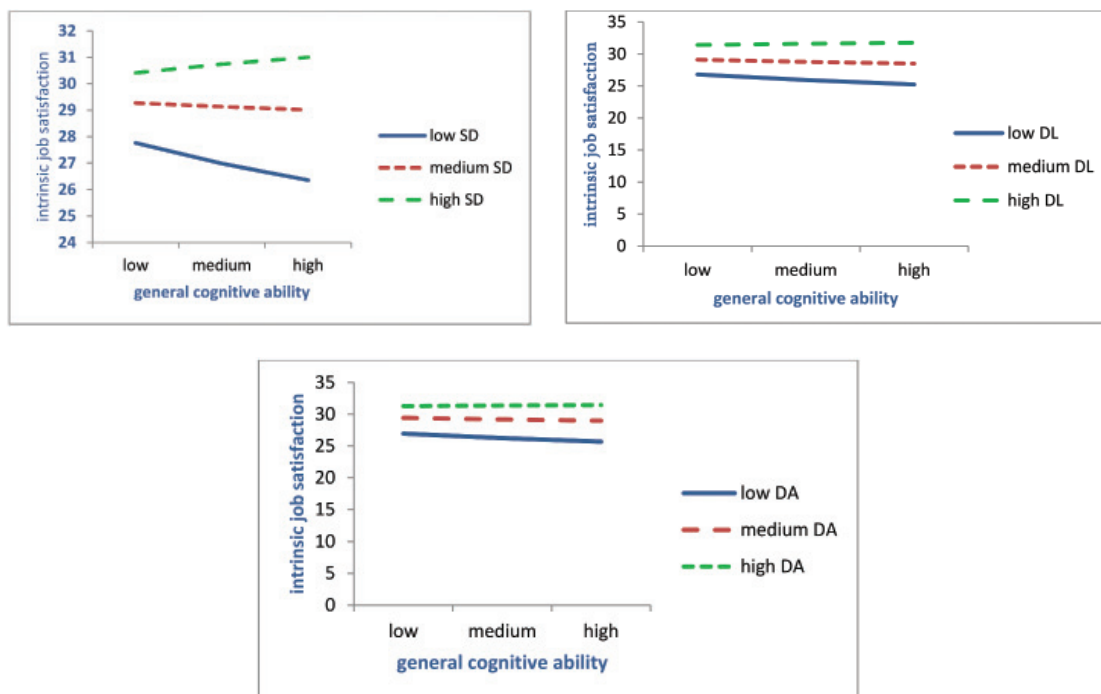 32
31
30
29
28
27
26
25
24
intrinsic job satisfaction
low medium high
general cognitive ability
low SD
medium SD
high SD
35
30
25
20
15
10
5
0
intrinsic job satisfaction
low medium high
general cognitive ability
low DL
medium DL
high DL
35
30
25
20
15
10
5
0
intrinsic job satisfaction
low medium high
general cognitive ability
low DA
medium DA
high DA